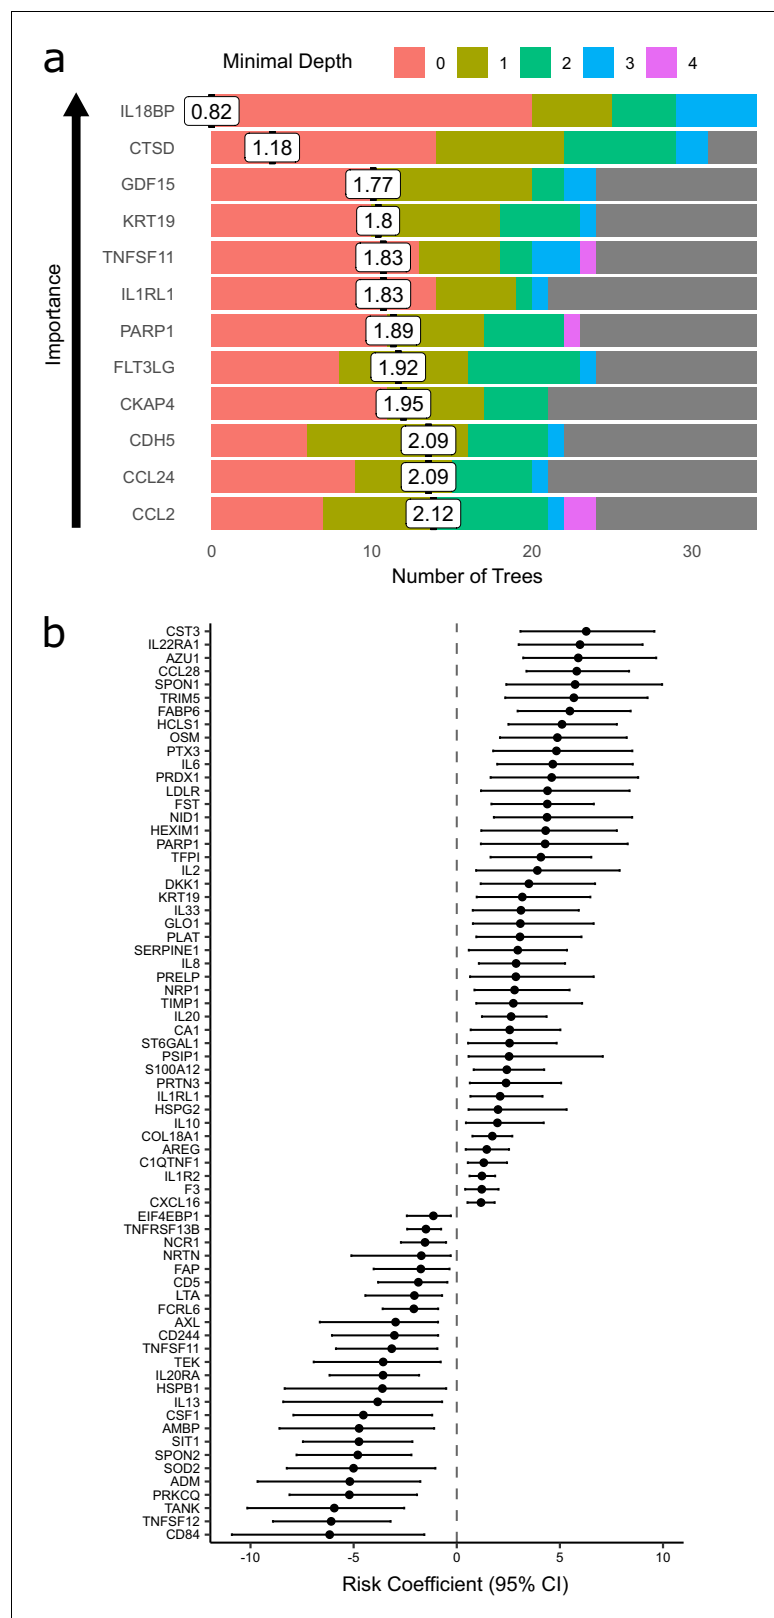 a
Minimal Depth 0 1 2 3 4
Importance
IL18BP 0.82
CTSD 1.18
GDF15 1.77
KRT19 1.8
TNFSF11 1.83
IL1RL1 1.83
PARP1 1.89
FLT3LG 1.92
CKAP4 1.95
CDH5 2.09
CCL24 2.09
CCL2 2.12
0 10 20 30
Number of Trees
b
CST3
IL22RA1
AZU1
CCL28
SPON1
TRIM5
FABP6
HCLS1
OSM
PTX3
IL6
PRDX1
LDLR
FST
NID1
HEXIM1
PARP1
TFPI
IL2
DKK1
KRT19
IL33
GLO1
PLAT
SERPINE1
IL8
PRELP
NRP1
TIMP1
IL20
CA1
ST6GAL1
PSIP1
S100A12
PRTN3
IL1RL1
HSPG2
IL10
COL18A1
AREG
C1QTNF1
IL1R2
F3
CXCL16
EIF4EBP1
TNFRSF13B
NCR1
NRTN
FAP
CD5
LTA
FCRL6
AXL
CD244
TNFSF11
TEK
IL20RA
HSPB1
IL13
CSF1
AMBP
SIT1
SPON2
SOD2
ADM
PRKCQ
TANK
TNFSF12
CD84
-10 -5 0 5 10
Risk Coefficient (95% CI)